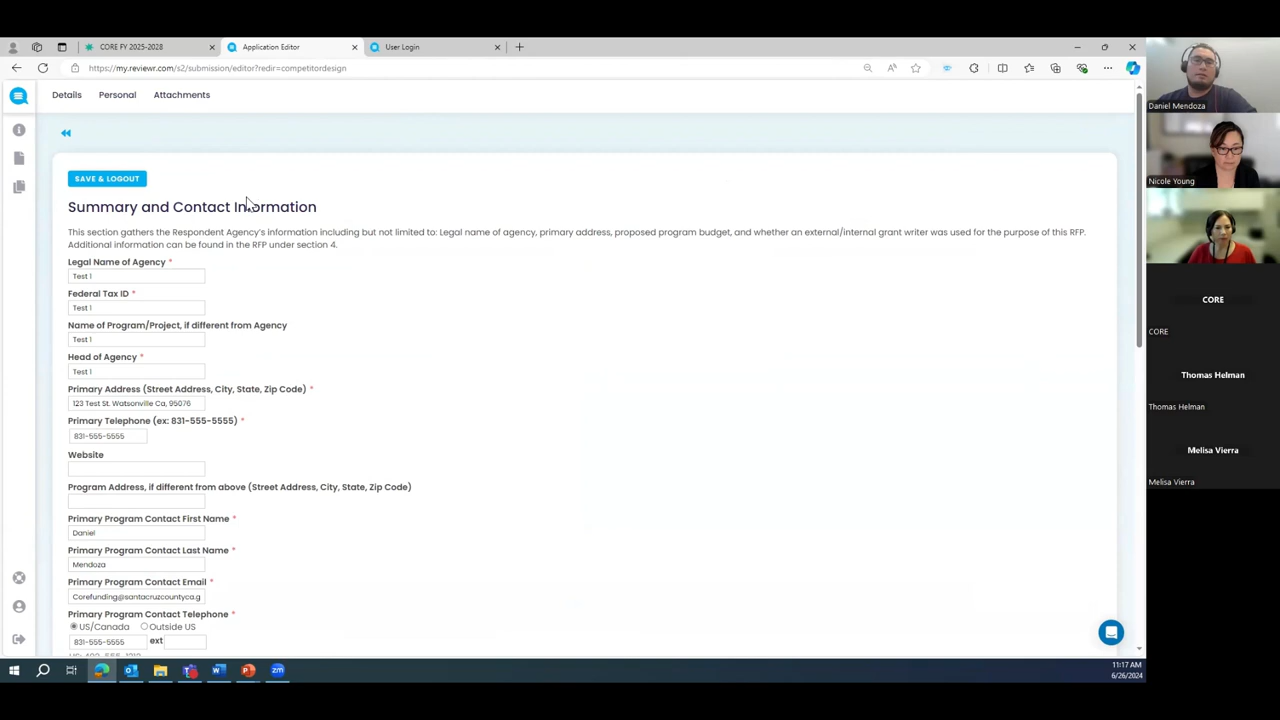 CORE FY 2025-2028
Application Editor
User Login
https://my.reviewr.com/s2/submission/editor?redir=competitordesign
Details Personal Attachments
SAVE & LOGOUT
Summary and Contact Information
This section gathers the Respondent Agency's information including but not limited to: Legal name of agency, primary address, proposed program budget, and whether an external/internal grant writer was used for the purpose of this RFP.
Additional information can be found in the RFP under section 4.
Legal Name of Agency *
Test 1
Federal Tax ID *
Test 1
Name of Program/Project, if different from Agency
Test 1
Head of Agency *
Test 1
Primary Address (Street Address, City, State, Zip Code) *
123 Test St, Watsonville Ca, 95076
Primary Telephone (ex: 831-555-5555) *
831-555-5555
Website
Program Address, if different from above (Street Address, City, State, Zip Code)
Primary Program Contact First Name *
Daniel
Primary Program Contact Last Name *
Mendoza
Primary Program Contact Email *
Corefunding@santacruzcountyca.g
Primary Program Contact Telephone *
US/Canada Outside US
831-555-5555 ext
11:17 AM
6/26/2024
Daniel Mendoza
Nicole Young
CORE
CORE
Thomas Helman
Thomas Helman
Melisa Vierra
Melisa Vierra